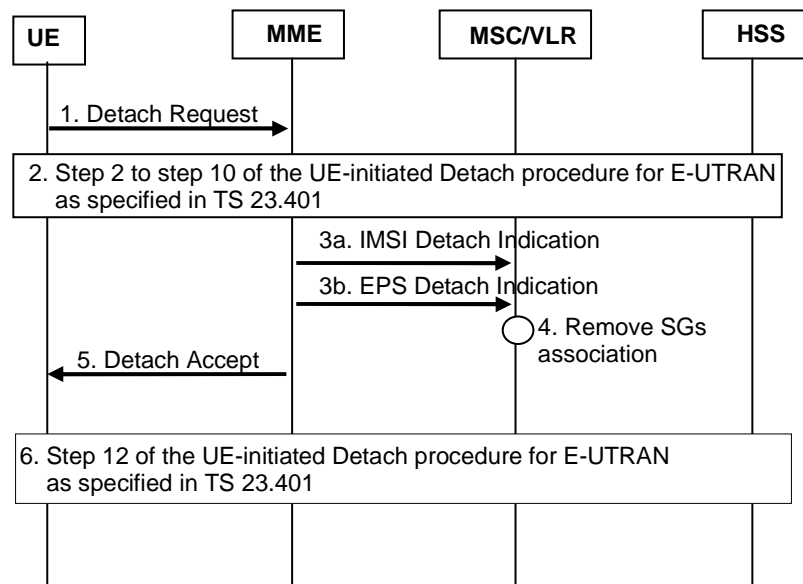 UE
MME
MSC/VLR
HSS
1. Detach Request
2. Step 2 to step 10 of the UE-initiated Detach procedure for E-UTRAN
as specified in TS 23.401
3a. IMSI Detach Indication
3b. EPS Detach Indication
4. Remove SGs
association
5. Detach Accept
6. Step 12 of the UE-initiated Detach procedure for E-UTRAN
as specified in TS 23.401